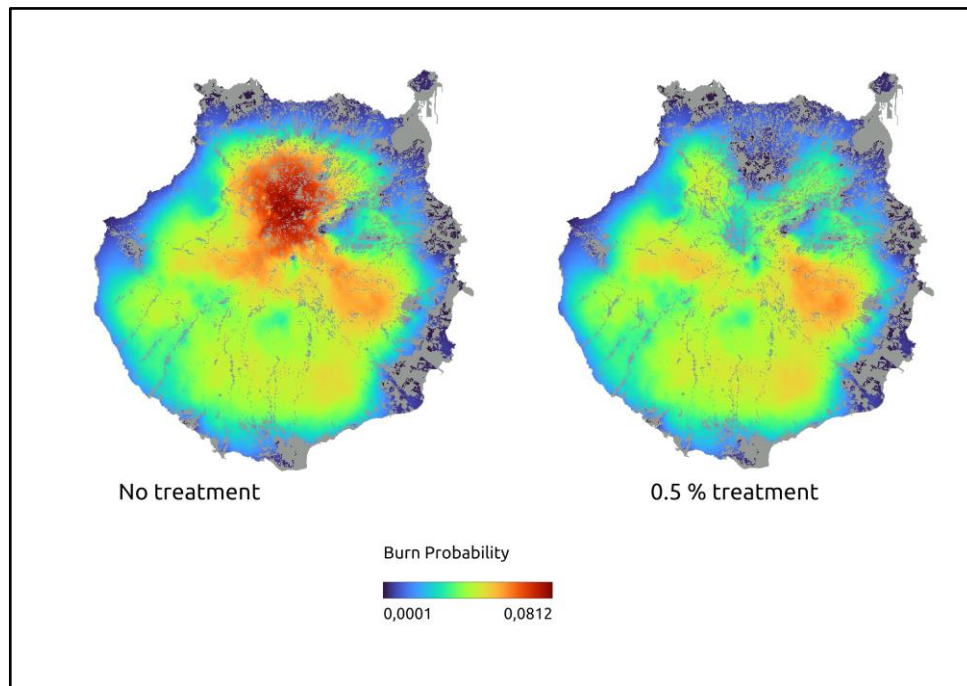 No treatment
0.5 % treatment
Burn Probability
0,0001
0,0812